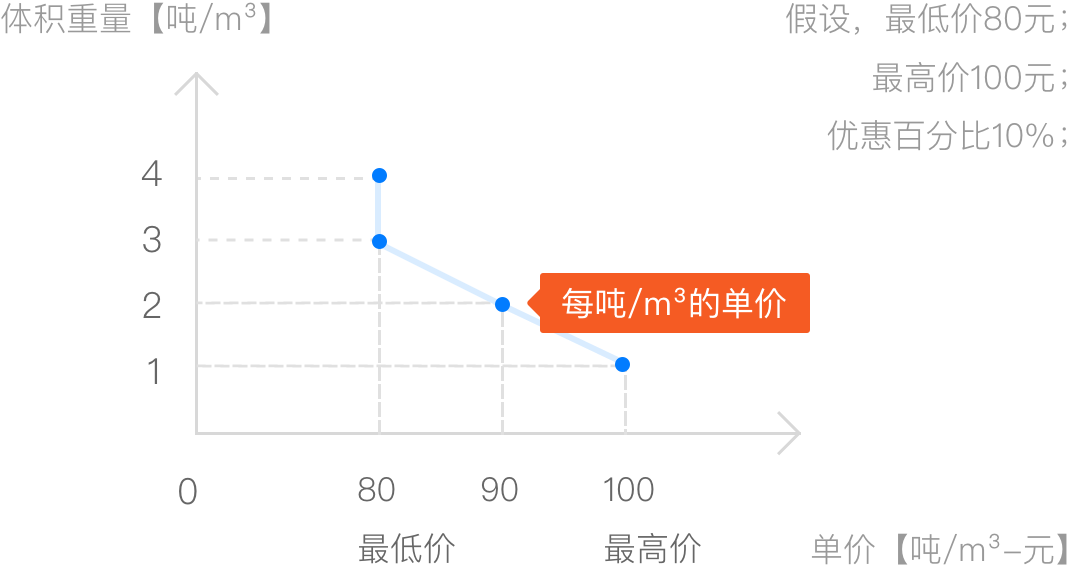 体积重量【吨/m³】
假设，最低价80元；
最高价100元；
优惠百分比10%；
4
3
2
每吨/m³的单价
1
0
80
90
100
最低价
最高价
单价【吨/m³-元】